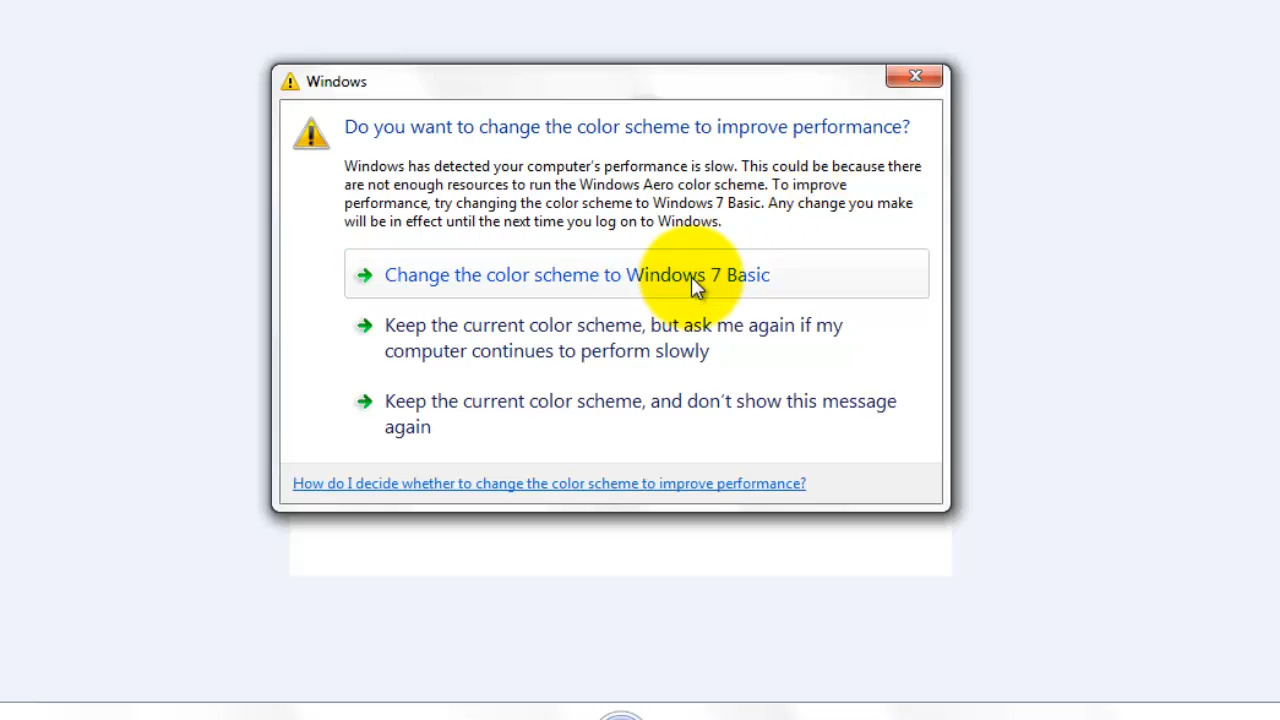 Windows
Do you want to change the color scheme to improve performance?
Windows has detected your computer's performance is slow. This could be because there
are not enough resources to run the Windows Aero color scheme. To improve
performance, try changing the color scheme to Windows 7 Basic. Any change you make
will be in effect until the next time you log on to Windows.
Change the color scheme to Windows 7 Basic
Keep the current color scheme, but ask me again if my
computer continues to perform slowly
Keep the current color scheme, and don't show this message
again
How do I decide whether to change the color scheme to improve performance?